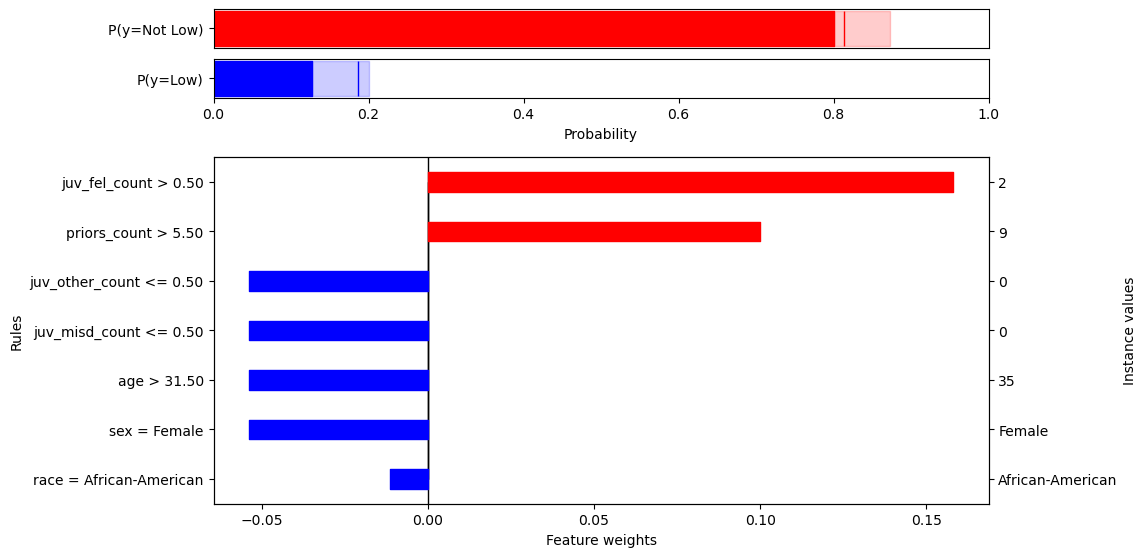 P(y=Not Low)
P(y=Low)
0.0 0.2 0.4 0.6 0.8 1.0
Probability
juv_fel_count > 0.50 2
priors_count > 5.50 9
juv_other_count <= 0.50 0
juv_misd_count <= 0.50 0
age > 31.50 35
sex = Female Female
race = African-American African-American
Rules
Instance values
−0.05 0.00 0.05 0.10 0.15
Feature weights